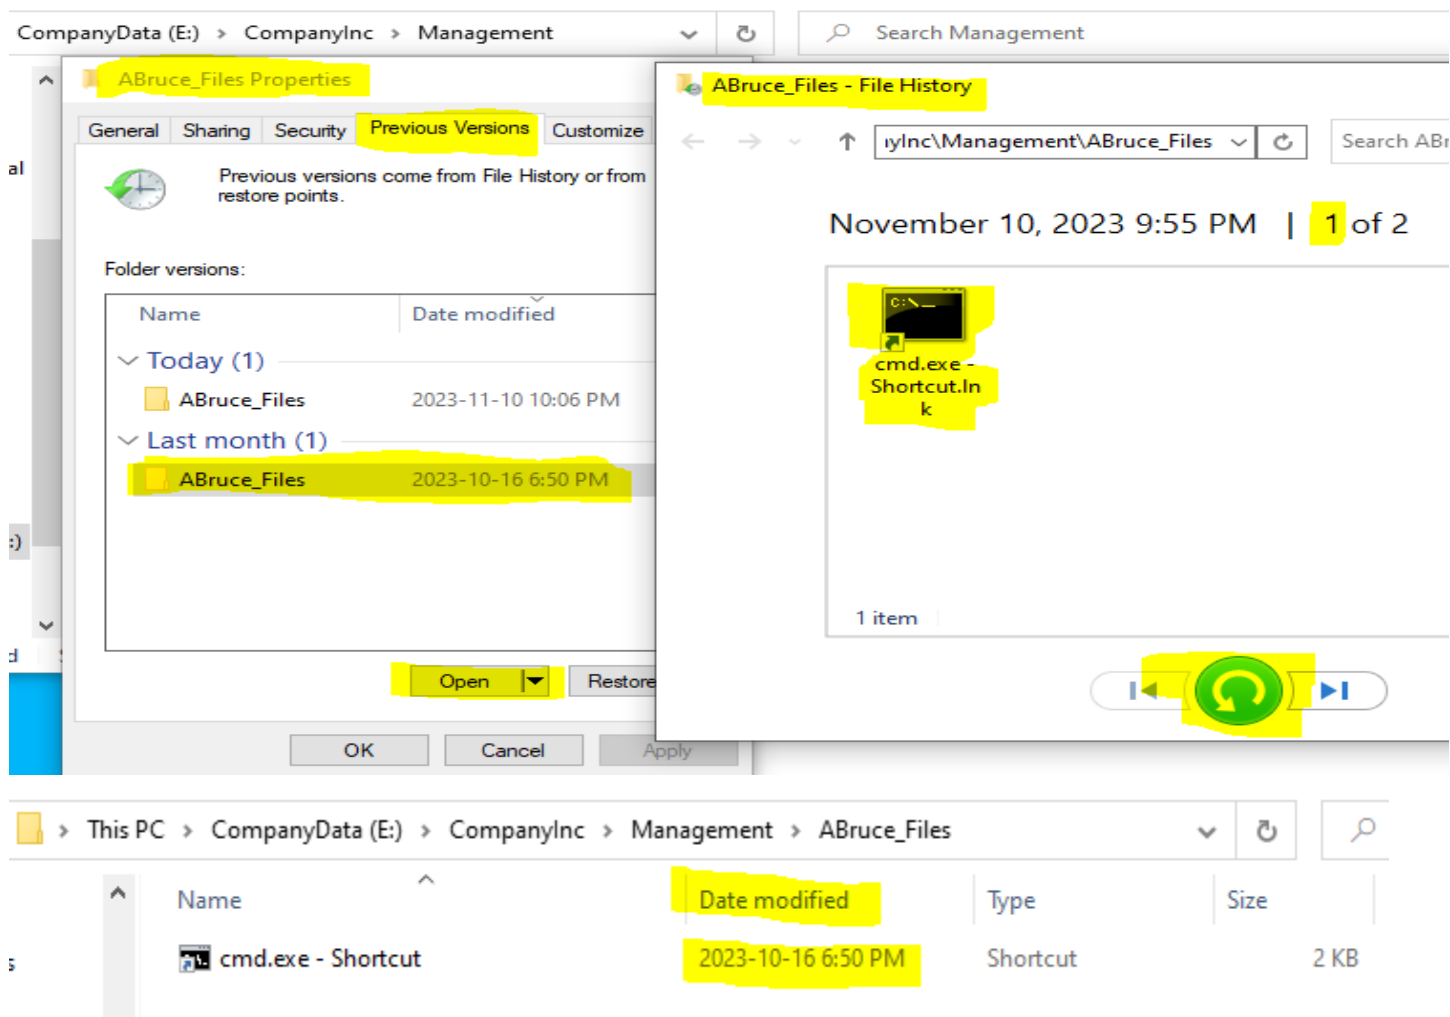 CompanyData (E:) > CompanyInc > Management
Search Management
ABruce_Files Properties
General Sharing Security Previous Versions Customize
Previous versions come from File History or from
restore points.
Folder versions:
Name Date modified
Today (1)
ABruce_Files 2023-11-10 10:06 PM
Last month (1)
ABruce_Files 2023-10-16 6:50 PM
Open Restore
OK Cancel Apply
al
:)
d
ABruce_Files - File History
yInc\Management\ABruce_Files
Search ABr
November 10, 2023 9:55 PM | 1 of 2
C:\_
cmd.exe -
Shortcut.ln
k
1 item
> This PC > CompanyData (E:) > CompanyInc > Management > ABruce_Files
Name Date modified Type Size
s
cmd.exe - Shortcut 2023-10-16 6:50 PM Shortcut 2 KB